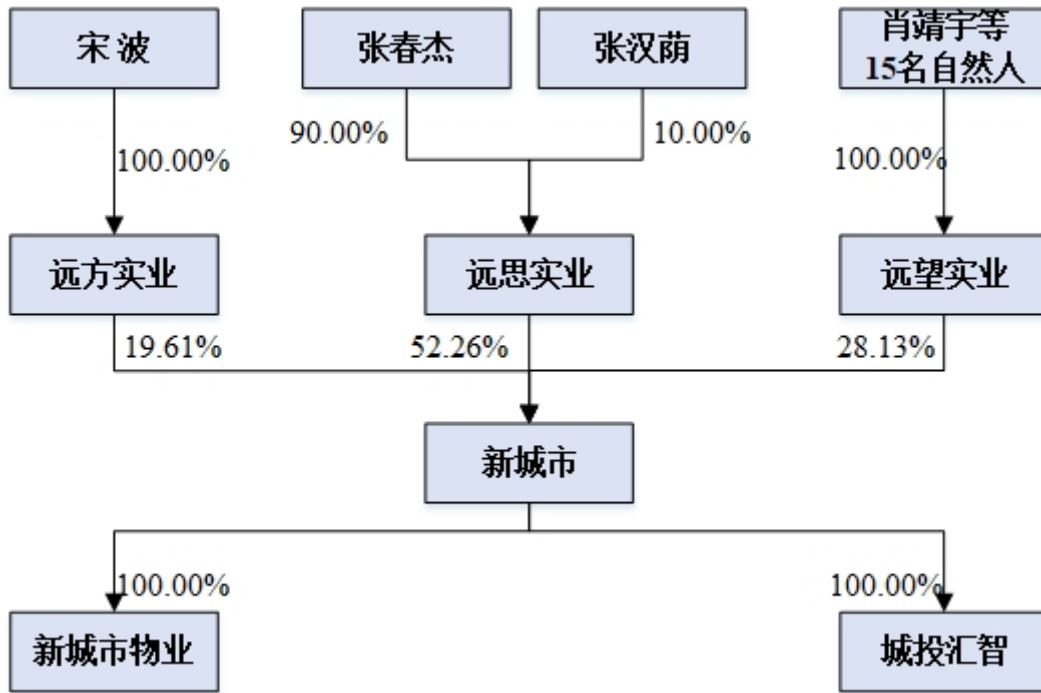 宋 波
张春杰
张汉荫
肖靖宇等
15名自然人
90.00%
10.00%
100.00%
100.00%
远方实业
远思实业
远望实业
19.61%
52.26%
28.13%
新城市
100.00%
100.00%
新城市物业
城投汇智